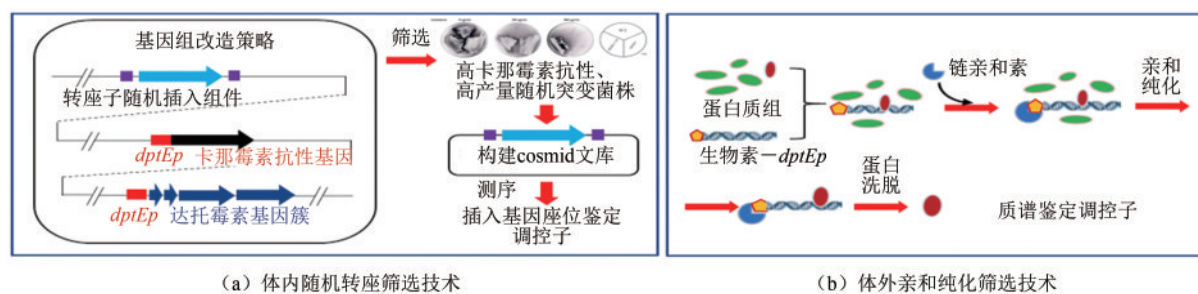 基因组改造策略
转座子随机插入组件
dptEp 卡那霉素抗性基因
dptEp 达托霉素基因簇
筛选
高卡那霉素抗性、
高产量随机突变菌株
构建cosmid文库
测序
插入基因座位鉴定
调控子
(a) 体内随机转座筛选技术
蛋白质组
生物素－dptEp
链亲和素
亲和
纯化
蛋白
洗脱
质谱鉴定调控子
(b) 体外亲和纯化筛选技术